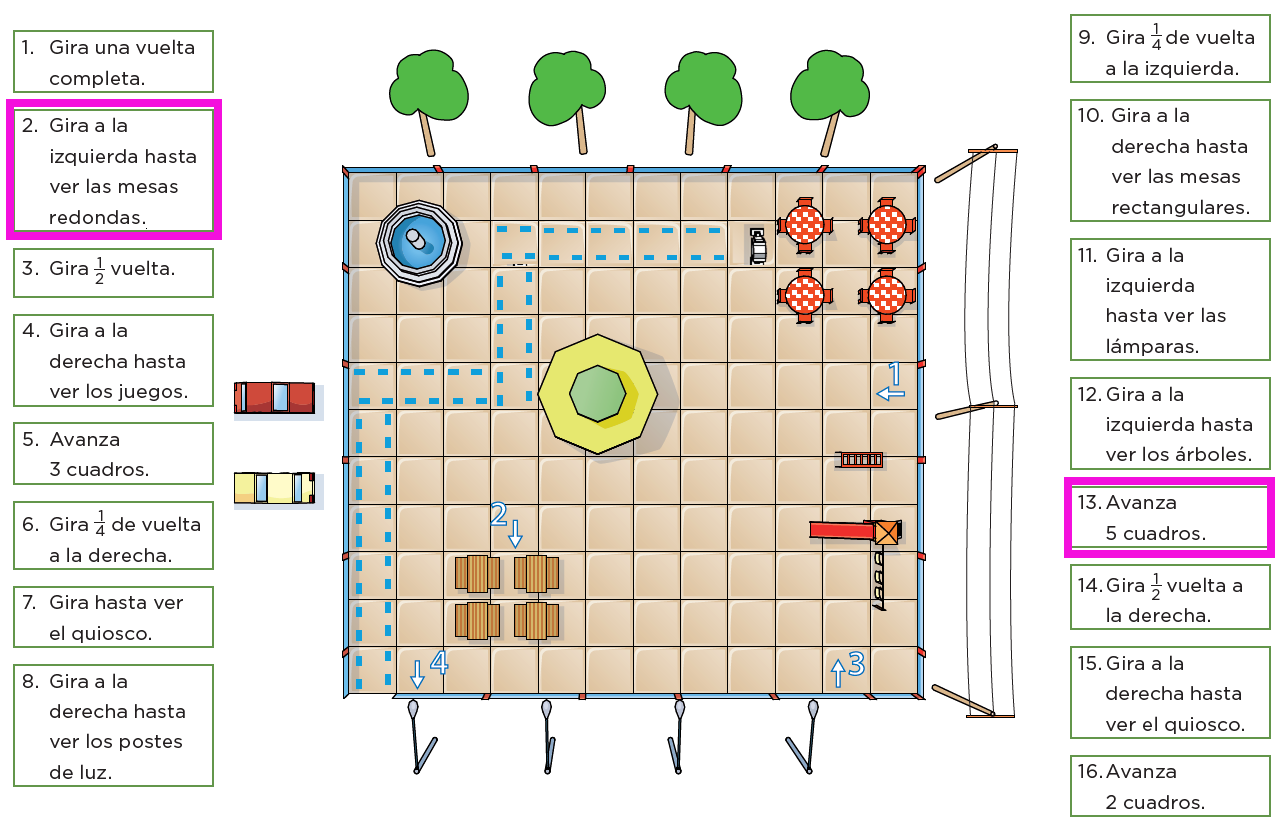 1. Gira una vuelta
completa.
2. Gira a la
izquierda hasta
ver las mesas
redondas.
3. Gira 1/2 vuelta.
4. Gira a la
derecha hasta
ver los juegos.
5. Avanza
3 cuadros.
6. Gira 1/4 de vuelta
a la derecha.
7. Gira hasta ver
el quiosco.
8. Gira a la
derecha hasta
ver los postes
de luz.
1
2
3
4
9. Gira 1/4 de vuelta
a la izquierda.
10. Gira a la
derecha hasta
ver las mesas
rectangulares.
11. Gira a la
izquierda
hasta ver las
lámparas.
12. Gira a la
izquierda hasta
ver los árboles.
13. Avanza
5 cuadros.
14. Gira 1/2 vuelta a
la derecha.
15. Gira a la
derecha hasta
ver el quiosco.
16. Avanza
2 cuadros.